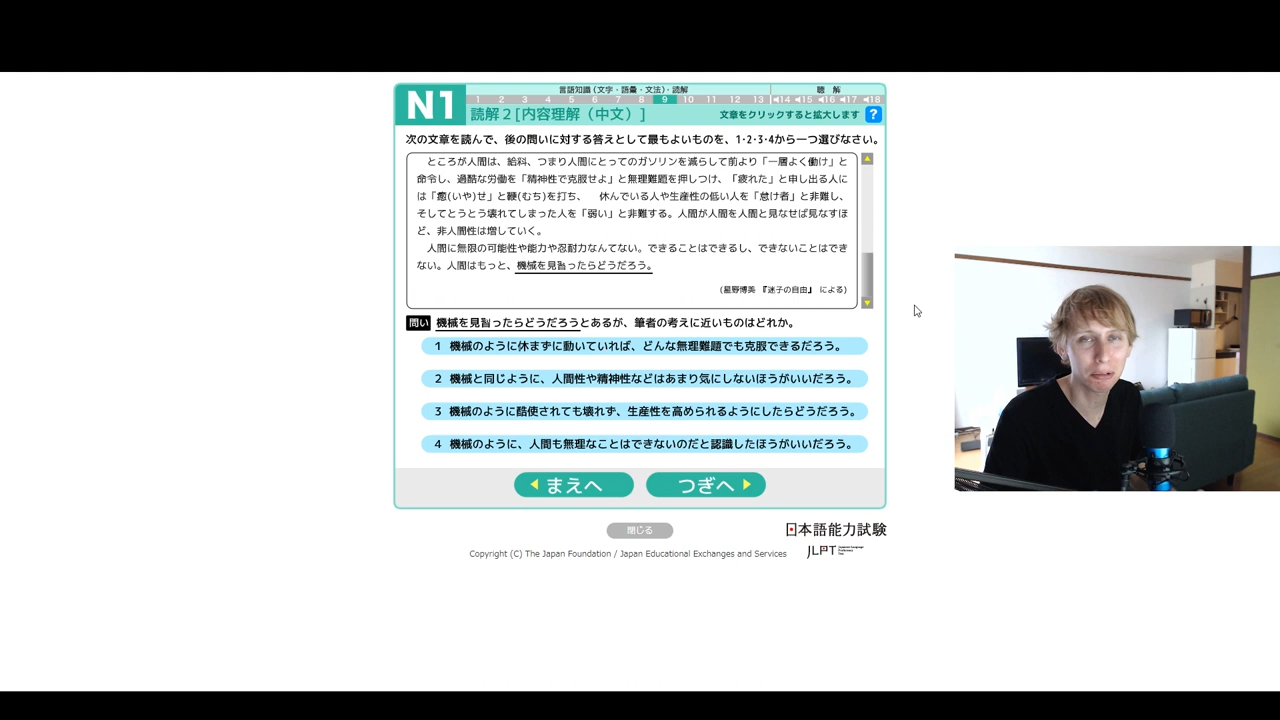 N1
言語知識（文字・語彙・文法）・読解
聴 解
1 2 3 4 5 6 7 8 9 10 11 12 13 14 15 16 17 18
読解２[内容理解（中文）]
文章をクリックすると拡大します ?
次の文章を読んで、後の問いに対する答えとして最もよいものを、1・2・3・4から一つ選びなさい。
ところが人間は、給料、つまり人間にとってのガソリンを減らして前より「一層よく働け」と
命令し、過酷な労働を「精神性で克服せよ」と無理難題を押しつけ、「疲れた」と申し出る人に
は「癒(いや)せ」と鞭(むち)を打ち、　休んでいる人や生産性の低い人を「怠け者」と非難し、
そしてとうとう壊れてしまった人を「弱い」と非難する。人間が人間を人間と見なせば見なすほ
ど、非人間性は増していく。
人間に無限の可能性や能力や忍耐力なんてない。できることはできるし、できないことはでき
ない。人間はもっと、機械を見習ったらどうだろう。
(星野博美 『迷子の自由』 による)
問い 機械を見習ったらどうだろうとあるが、筆者の考えに近いものはどれか。
1 機械のように休まずに動いていれば、どんな無理難題でも克服できるだろう。
2 機械と同じように、人間性や精神性などはあまり気にしないほうがいいだろう。
3 機械のように酷使されても壊れず、生産性を高められるようにしたらどうだろう。
4 機械のように、人間も無理なことはできないのだと認識したほうがいいだろう。
まえへ
つぎへ
閉じる
日本語能力試験
Copyright (C) The Japan Foundation / Japan Educational Exchanges and Services
JLPT